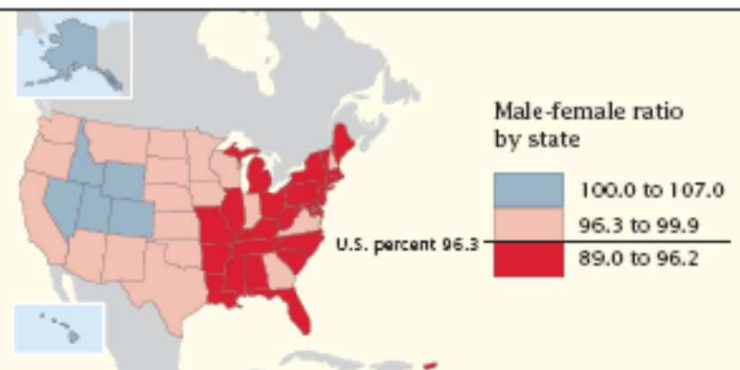 Male-female ratio
by state
100.0 to 107.0
96.3 to 99.9
U.S. percent 96.3
89.0 to 96.2